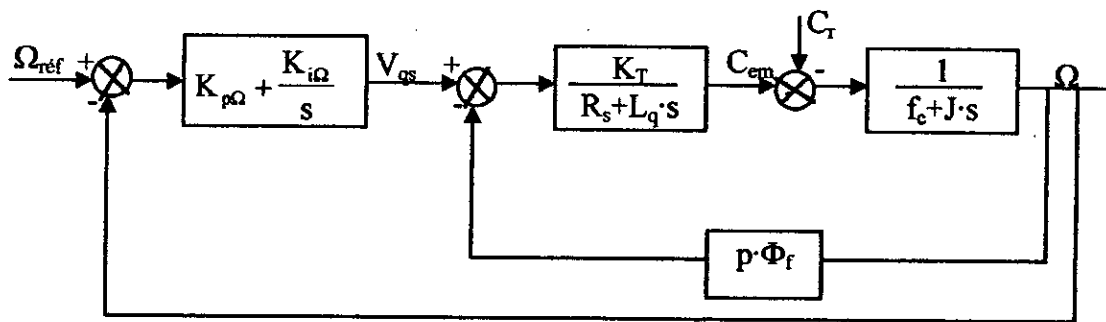 C_r
Ω_réf + -
K_pΩ + K_iΩ / s
V_qs + -
K_T / R_s+L_q·s
C_em -
1 / f_c+J·s
Ω
p·Φ_f